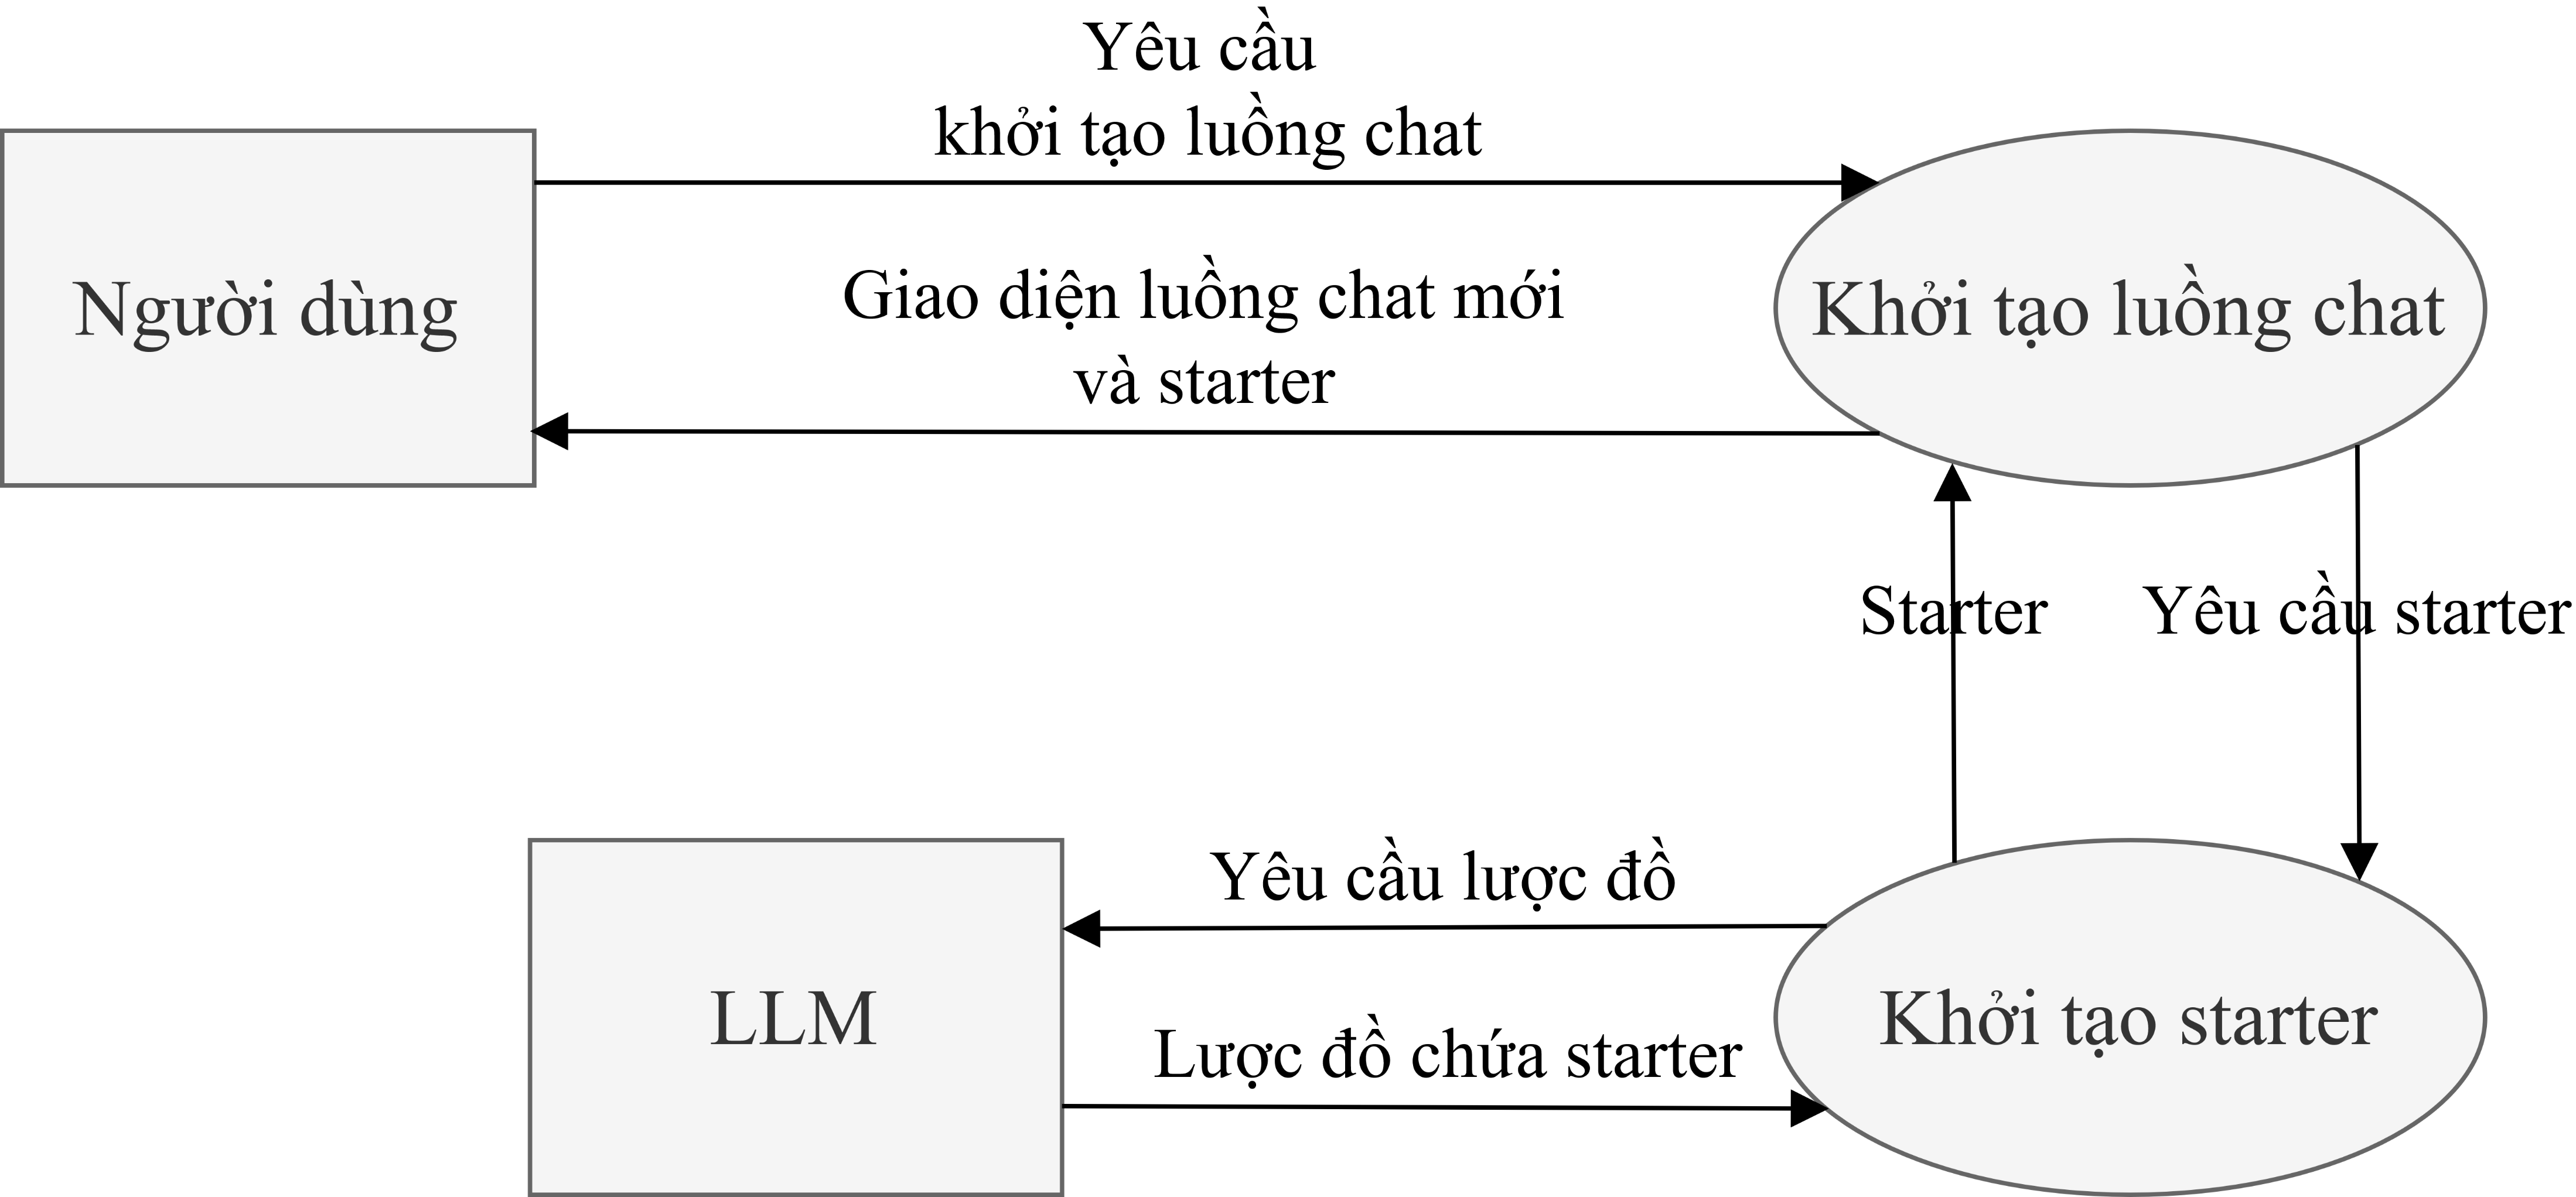 Yêu cầu
khởi tạo luồng chat
Người dùng
Giao diện luồng chat mới
và starter
Khởi tạo luồng chat
Starter
Yêu cầu starter
Yêu cầu lược đồ
LLM
Lược đồ chứa starter
Khởi tạo starter